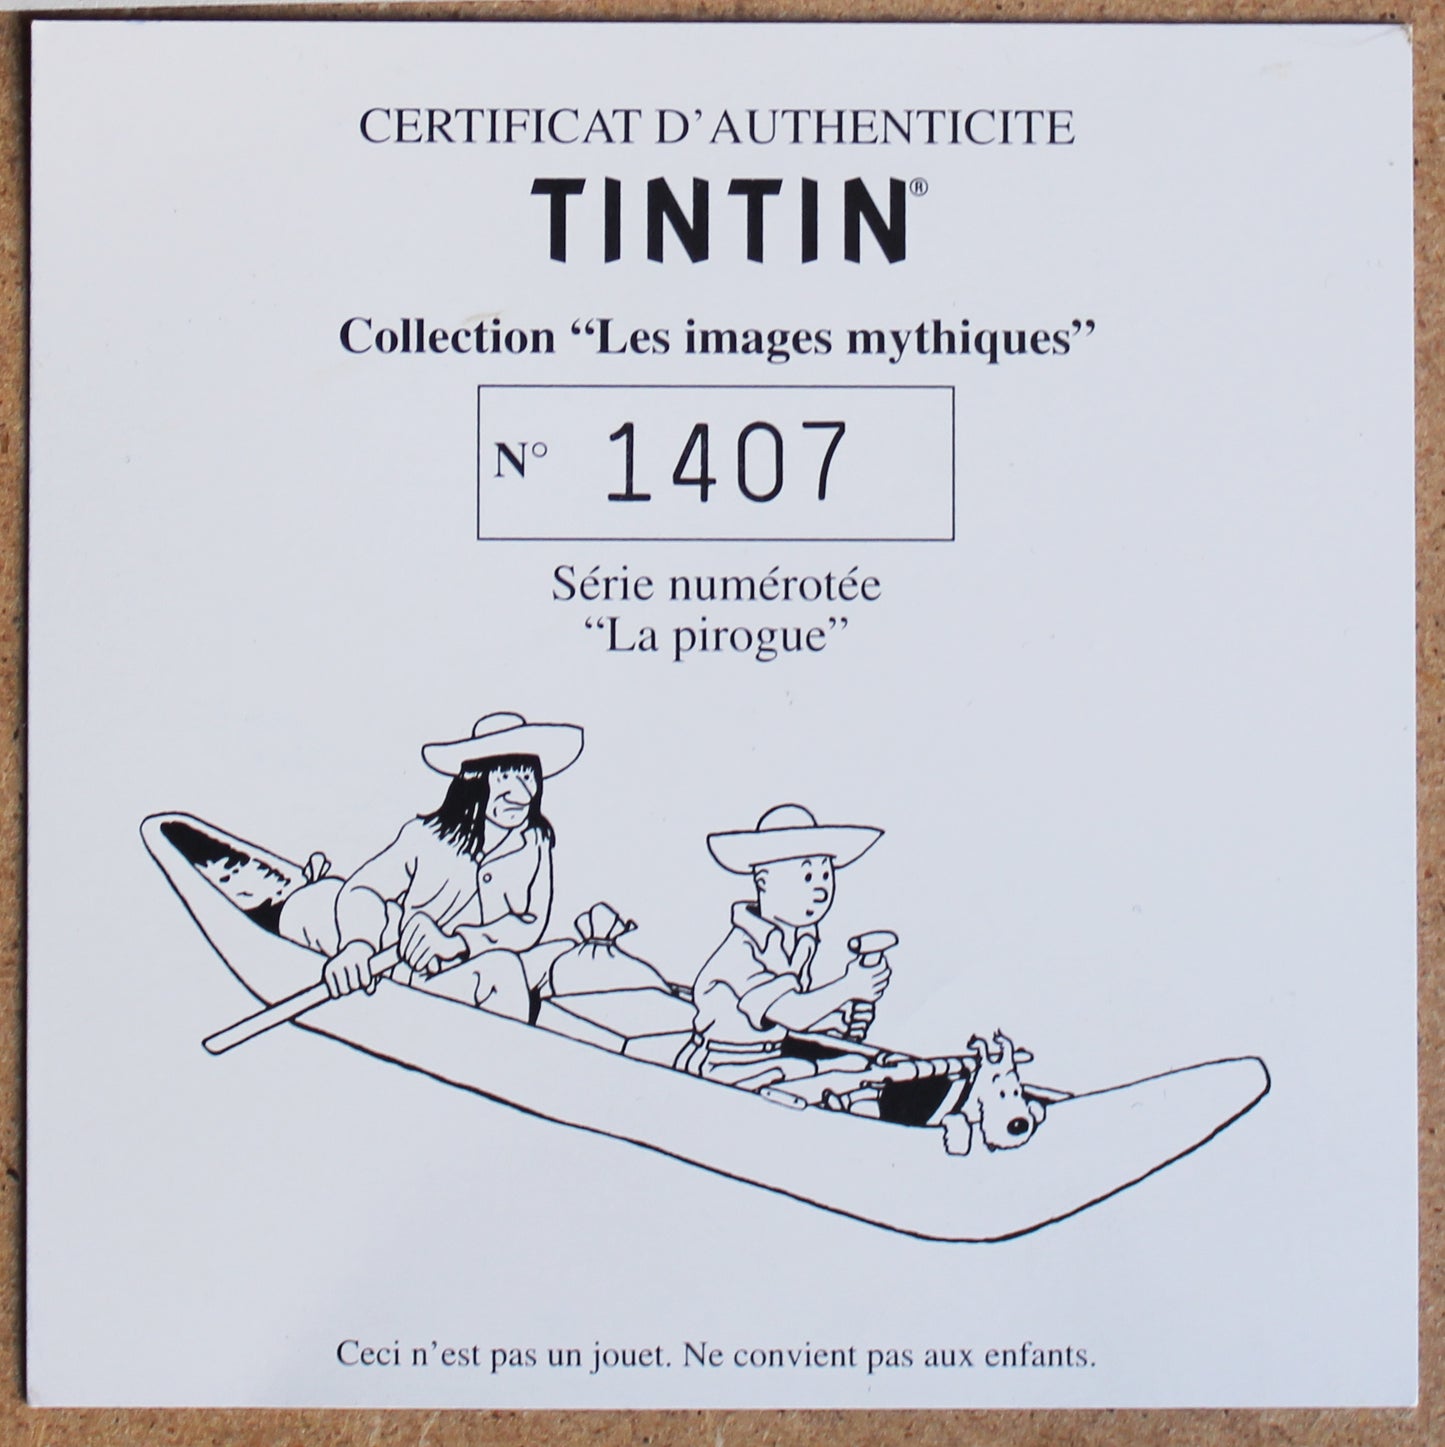 CERTIFICAT D’AUTHENTICITE
TINTIN®
Collection “Les images mythiques”
N° 1407
Série numérotée
“La pirogue”
Ceci n’est pas un jouet. Ne convient pas aux enfants.